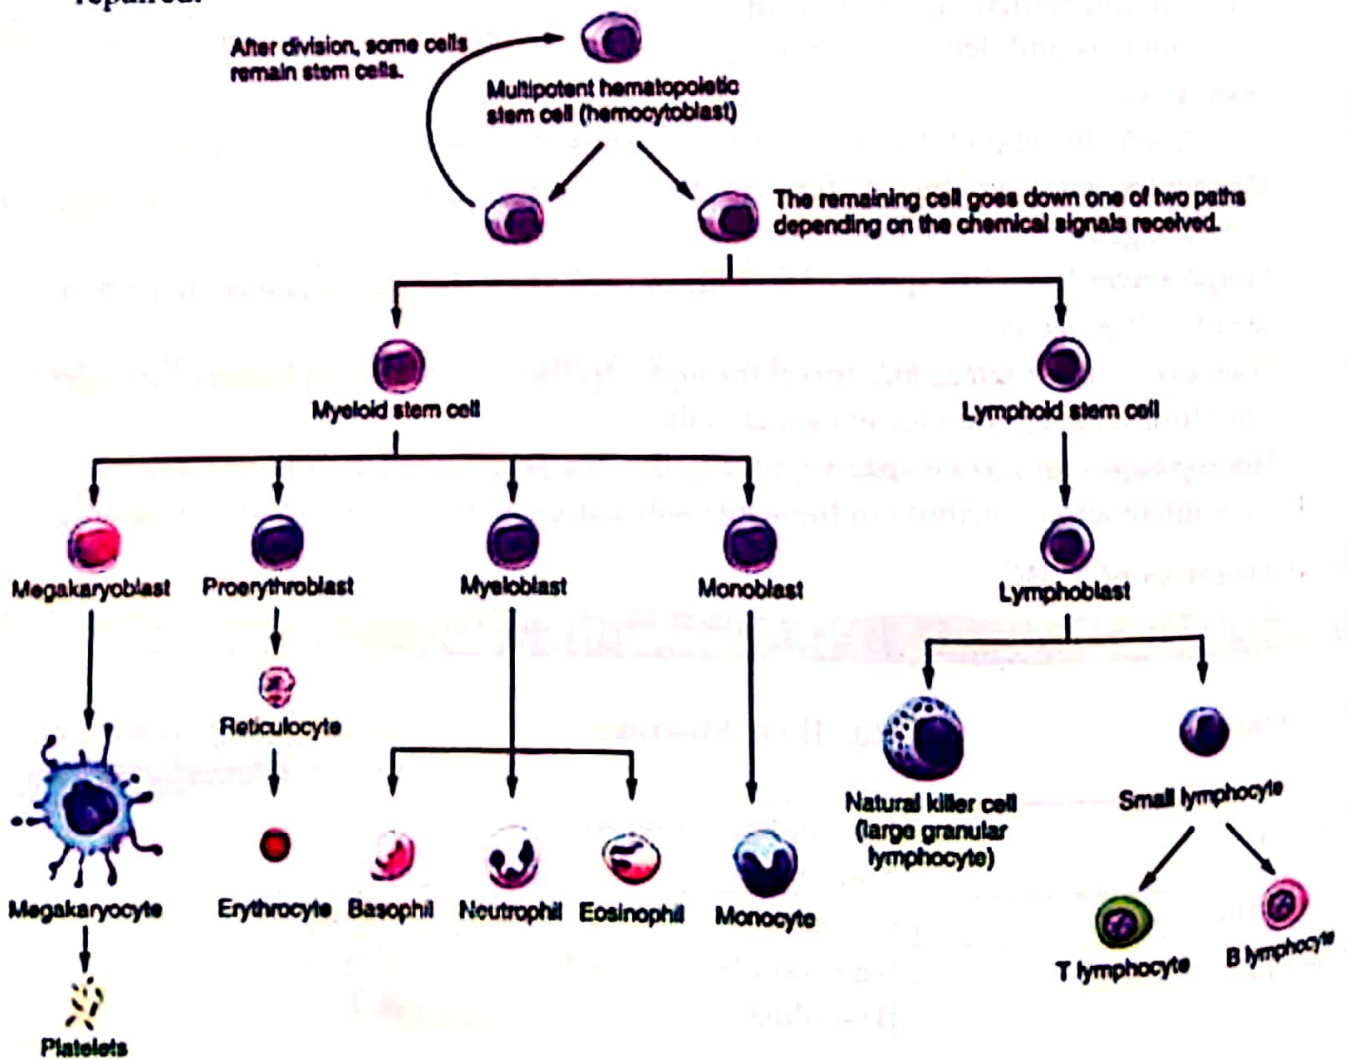 repaired.
After division, some cells
remain stem cells.
Multipotent hematopoietic
stem cell (hemocytoblast)
The remaining cell goes down one of two paths
depending on the chemical signals received.
Myeloid stem cell
Lymphoid stem cell
Megakaryoblast
Proerythroblast
Myeloblast
Monoblast
Lymphoblast
Reticulocyte
Natural killer cell
(large granular
lymphocyte)
Small lymphocyte
Megakaryocyte
Erythrocyte
Basophil
Neutrophil
Eosinophil
Monocyte
T lymphocyte
B lymphocyte
Platelets